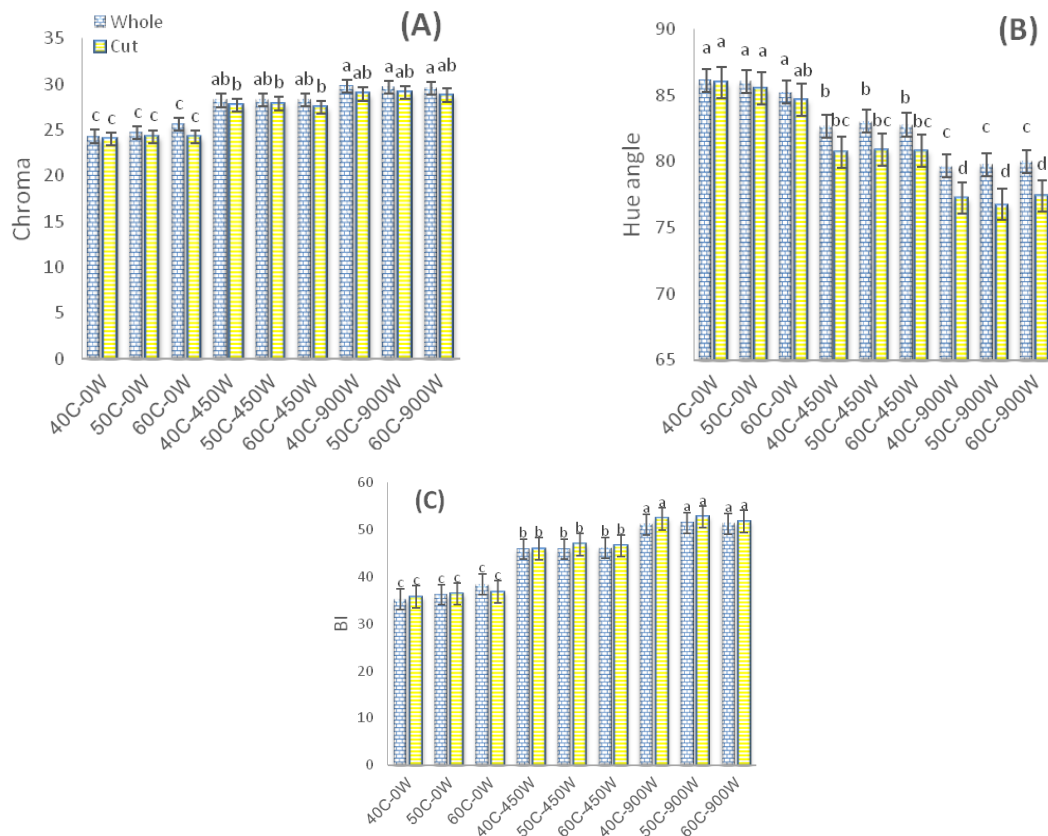 (A)
Whole
Cut
35
30
25
20
15
10
5
0
Chroma
c c c c c c ab b ab b ab b a ab a ab a ab
40C-0W 50C-0W 60C-0W 40C-450W 50C-450W 60C-450W 40C-900W 50C-900W 60C-900W
(B)
90
85
80
75
70
65
Hue angle
a a a a a ab b bc b bc b bc c d c d c d
40C-0W 50C-0W 60C-0W 40C-450W 50C-450W 60C-450W 40C-900W 50C-900W 60C-900W
(C)
60
50
40
30
20
10
0
BI
c c c c c c b b b b b b a a a a a a
40C-0W 50C-0W 60C-0W 40C-450W 50C-450W 60C-450W 40C-900W 50C-900W 60C-900W